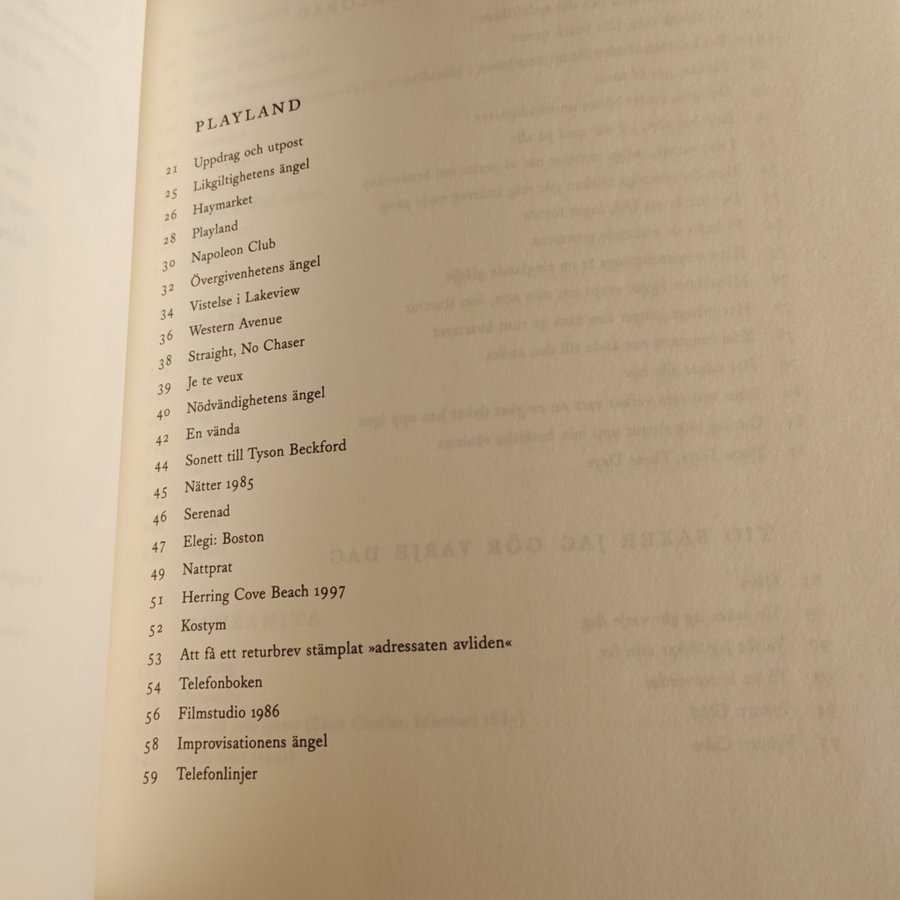 PLAYLAND
21 Uppdrag och utpost
25 Likgiltighetens ängel
26 Haymarket
28 Playland
30 Napoleon Club
32 Övergivenhetens ängel
34 Vistelse i Lakeview
36 Western Avenue
38 Straight, No Chaser
39 Je te veux
40 Nödvändighetens ängel
42 En vända
44 Sonett till Tyson Beckford
45 Nätter 1985
46 Serenad
47 Elegi: Boston
49 Nattprat
51 Herring Cove Beach 1997
52 Kostym
53 Att få ett returbrev stämplat »adressaten avliden«
54 Telefonboken
56 Filmstudio 1986
58 Improvisationens ängel
59 Telefonlinjer